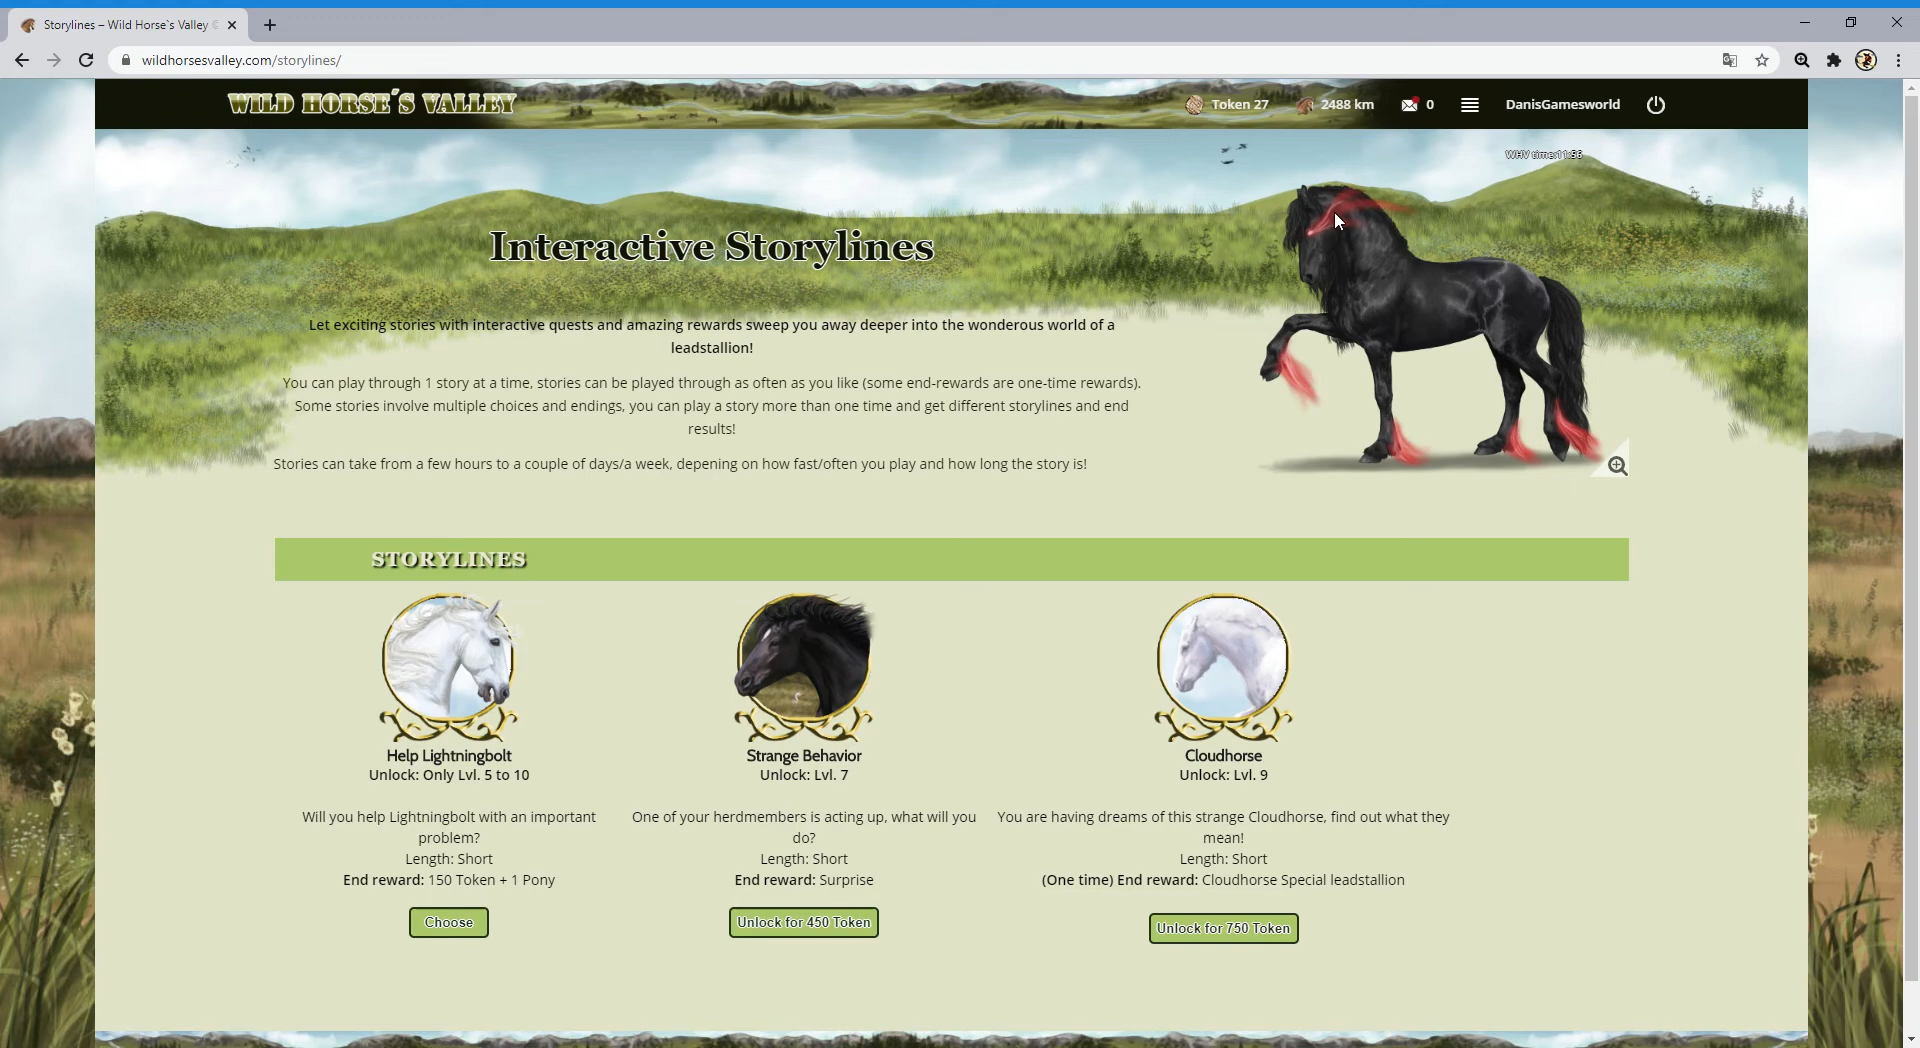 Storylines – Wild Horse`s Valley ©
wildhorsesvalley.com/storylines/
WILD HORSE´S VALLEY
Token 27
2488 km
0
DanisGamesworld
WHV time:11:56
Interactive Storylines
Let exciting stories with interactive quests and amazing rewards sweep you away deeper into the wonderous world of a
leadstallion!
You can play through 1 story at a time, stories can be played through as often as you like (some end-rewards are one-time rewards).
Some stories involve multiple choices and endings, you can play a story more than one time and get different storylines and end
results!
Stories can take from a few hours to a couple of days/a week, depening on how fast/often you play and how long the story is!
STORYLINES
Help Lightningbolt
Unlock: Only Lvl. 5 to 10
Will you help Lightningbolt with an important
problem?
Length: Short
End reward: 150 Token + 1 Pony
Choose
Strange Behavior
Unlock: Lvl. 7
One of your herdmembers is acting up, what will you
do?
Length: Short
End reward: Surprise
Unlock for 450 Token
Cloudhorse
Unlock: Lvl. 9
You are having dreams of this strange Cloudhorse, find out what they
mean!
Length: Short
(One time) End reward: Cloudhorse Special leadstallion
Unlock for 750 Token